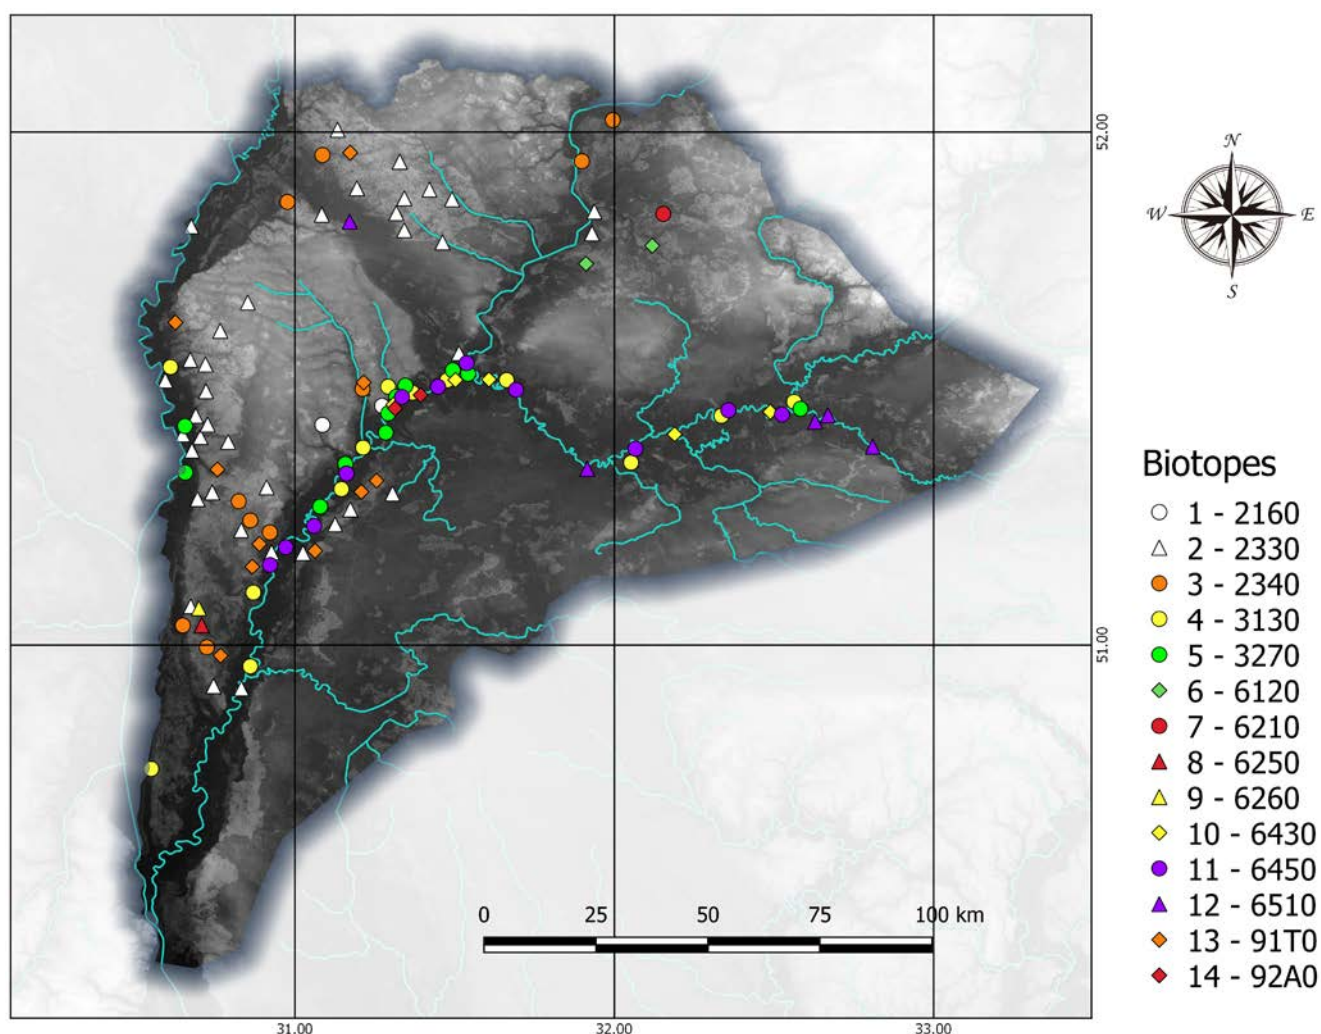 52.00
N
W
E
S
Biotopes
1 - 2160
2 - 2330
3 - 2340
4 - 3130
5 - 3270
6 - 6120
7 - 6210
8 - 6250
9 - 6260
10 - 6430
11 - 6450
12 - 6510
13 - 91T0
14 - 92A0
51.00
0 25 50 75 100 km
31.00 32.00 33.00